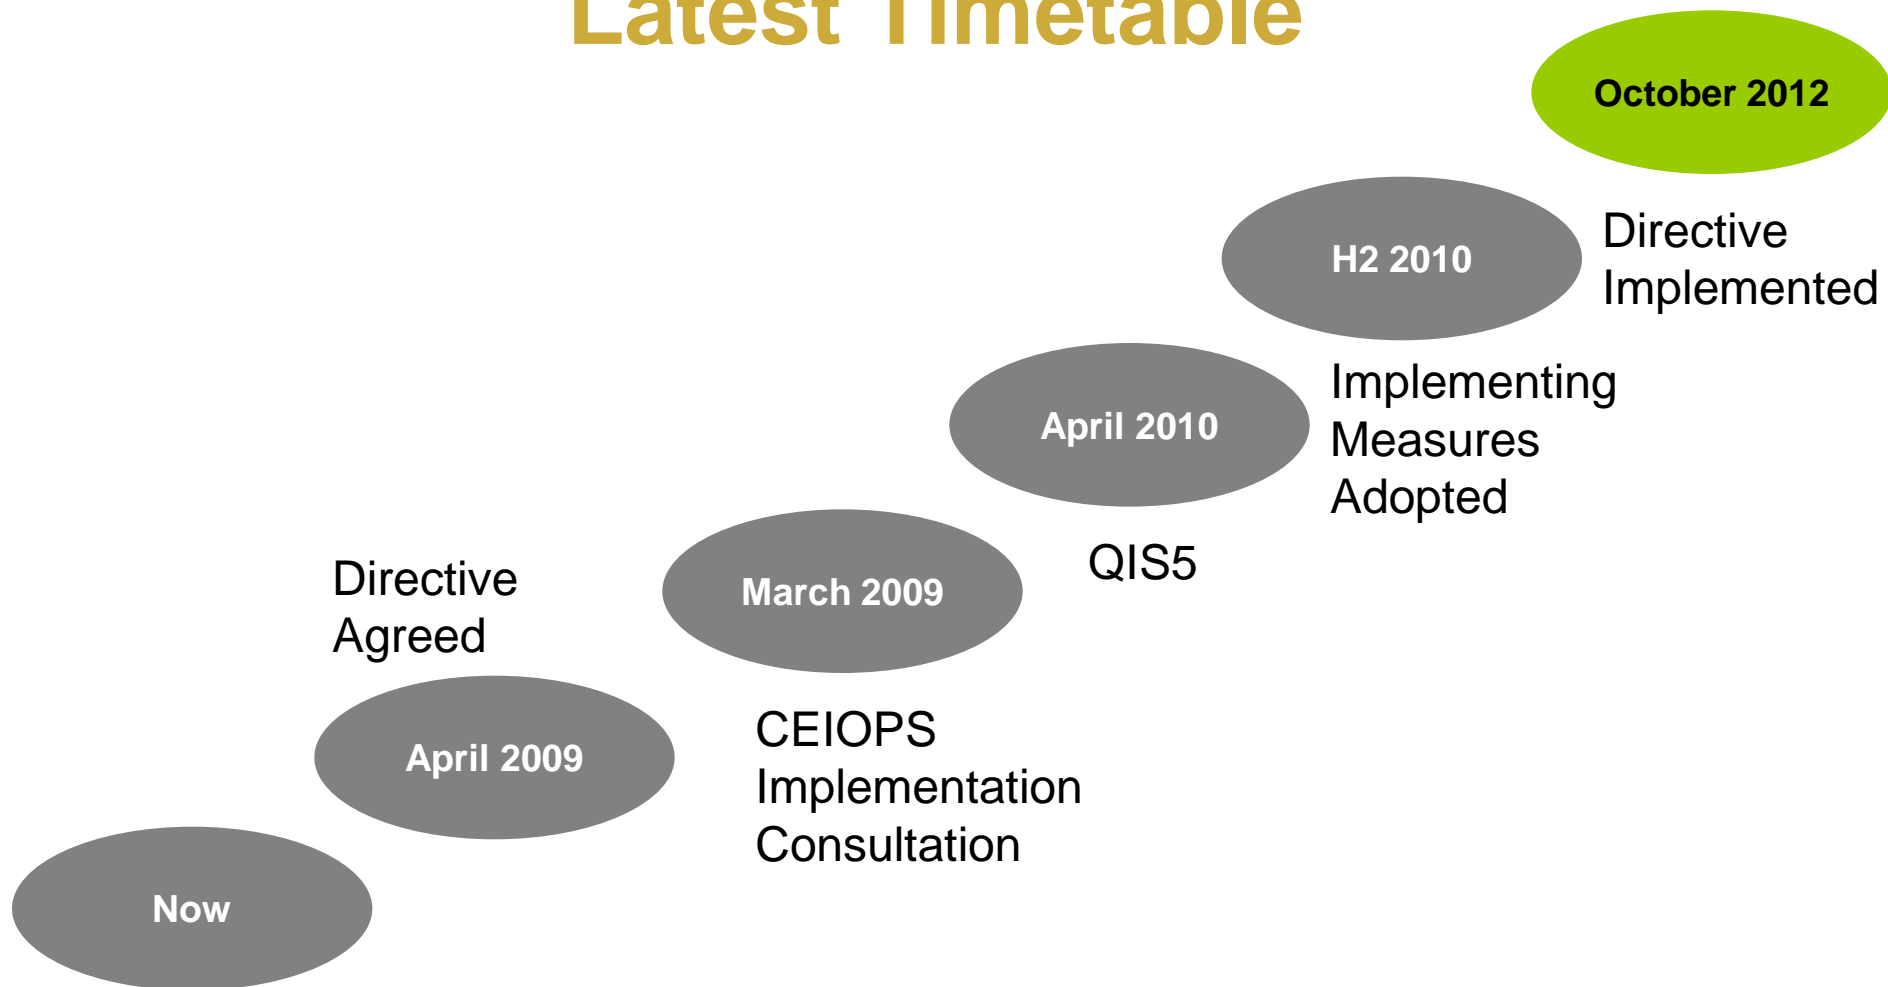 Latest Timetable
October 2012
Directive
Implemented
H2 2010
Implementing
Measures
Adopted
April 2010
QIS5
March 2009
CEIOPS
Implementation
Consultation
Directive
Agreed
April 2009
Now